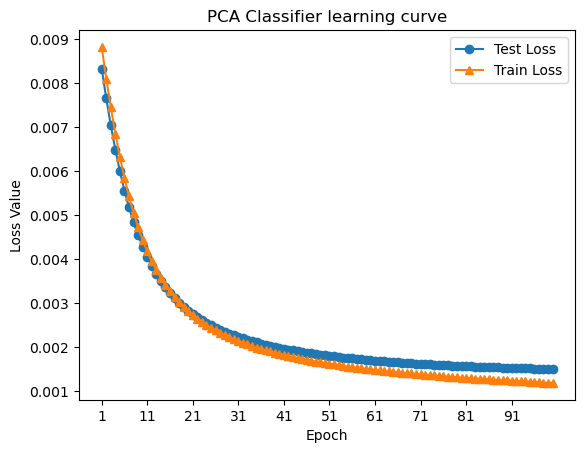 PCA Classifier learning curve
Test Loss
Train Loss
0.009
0.008
0.007
0.006
0.005
0.004
0.003
0.002
0.001
Loss Value
1 11 21 31 41 51 61 71 81 91
Epoch